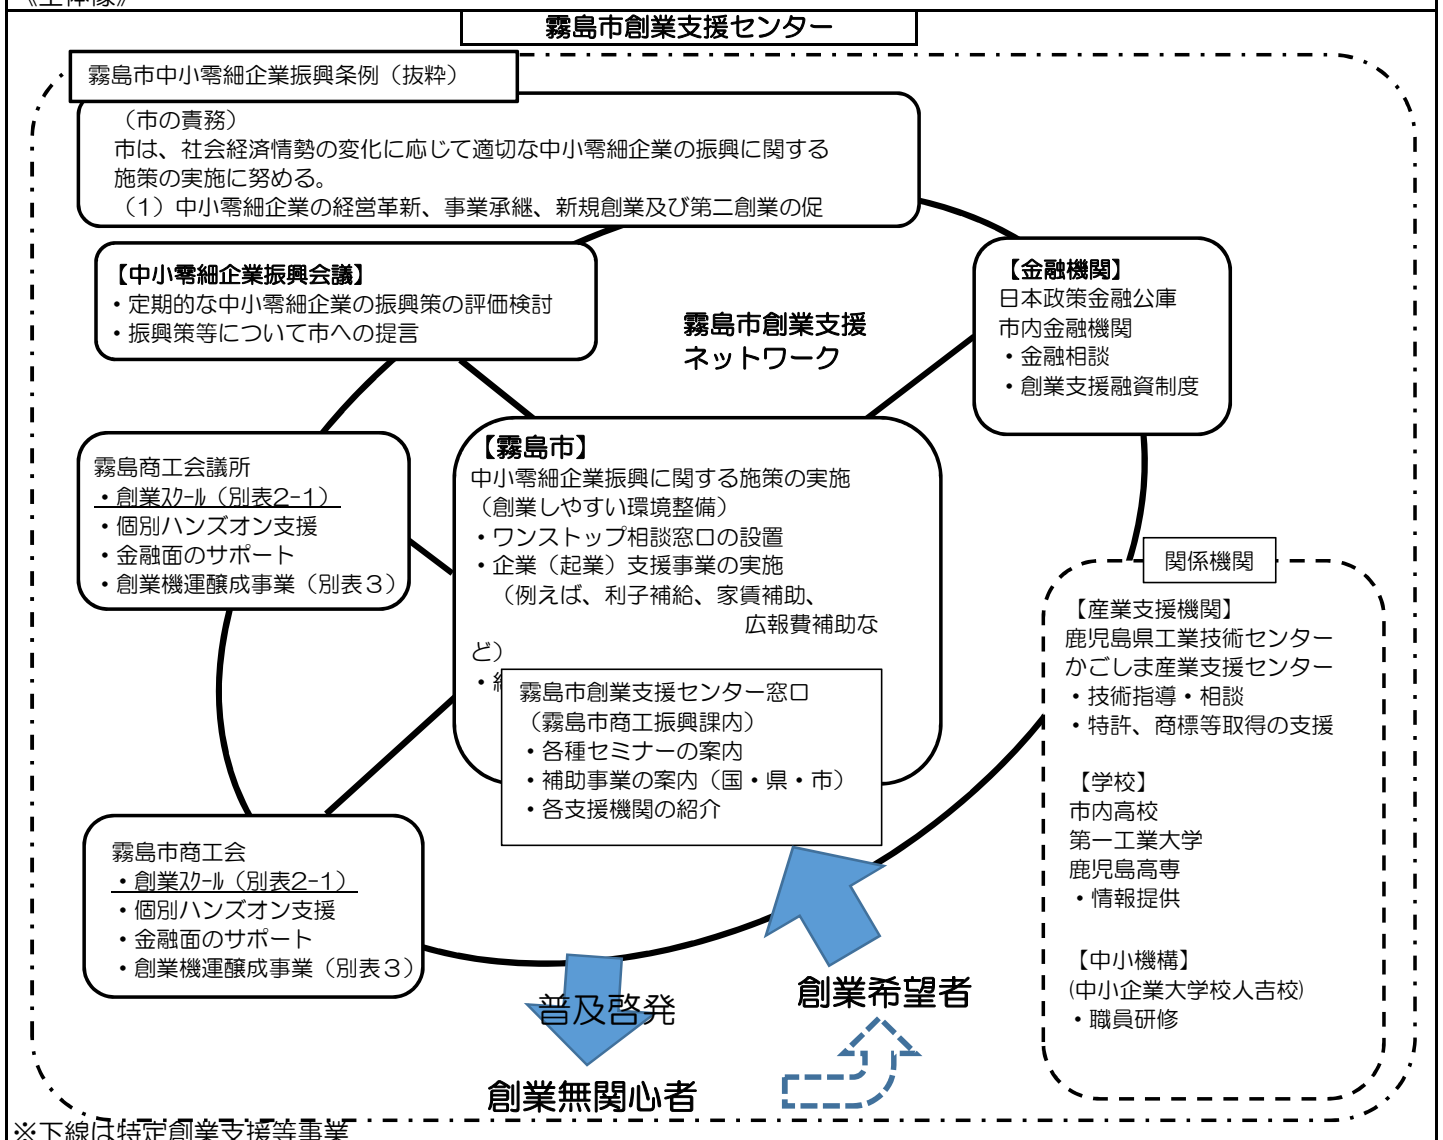 《全体像》
霧島市創業支援センター
霧島市中小零細企業振興条例（抜粋）
（市の責務）
市は、社会経済情勢の変化に応じて適切な中小零細企業の振興に関する
施策の実施に努める。
（1）中小零細企業の経営革新、事業承継、新規創業及び第二創業の促
【中小零細企業振興会議】
・定期的な中小零細企業の振興策の評価検討
・振興策等について市への提言
霧島市創業支援
ネットワーク
【金融機関】
日本政策金融公庫
市内金融機関
・金融相談
・創業支援融資制度
霧島商工会議所
・創業ｽｸｰﾙ（別表2-1）
・個別ハンズオン支援
・金融面のサポート
・創業機運醸成事業（別表３）
【霧島市】
中小零細企業振興に関する施策の実施
（創業しやすい環境整備）
・ワンストップ相談窓口の設置
・企業（起業）支援事業の実施
（例えば、利子補給、家賃補助、
広報費補助な
ど）
・
霧島市創業支援センター窓口
（霧島市商工振興課内）
・各種セミナーの案内
・補助事業の案内（国・県・市）
・各支援機関の紹介
関係機関
【産業支援機関】
鹿児島県工業技術センター
かごしま産業支援センター
・技術指導・相談
・特許、商標等取得の支援
【学校】
市内高校
第一工業大学
鹿児島高専
・情報提供
【中小機構】
(中小企業大学校人吉校)
・職員研修
霧島市商工会
・創業ｽｸｰﾙ（別表2-1）
・個別ハンズオン支援
・金融面のサポート
・創業機運醸成事業（別表３）
普及啓発
創業希望者
創業無関心者
※下線は特定創業支援等事業